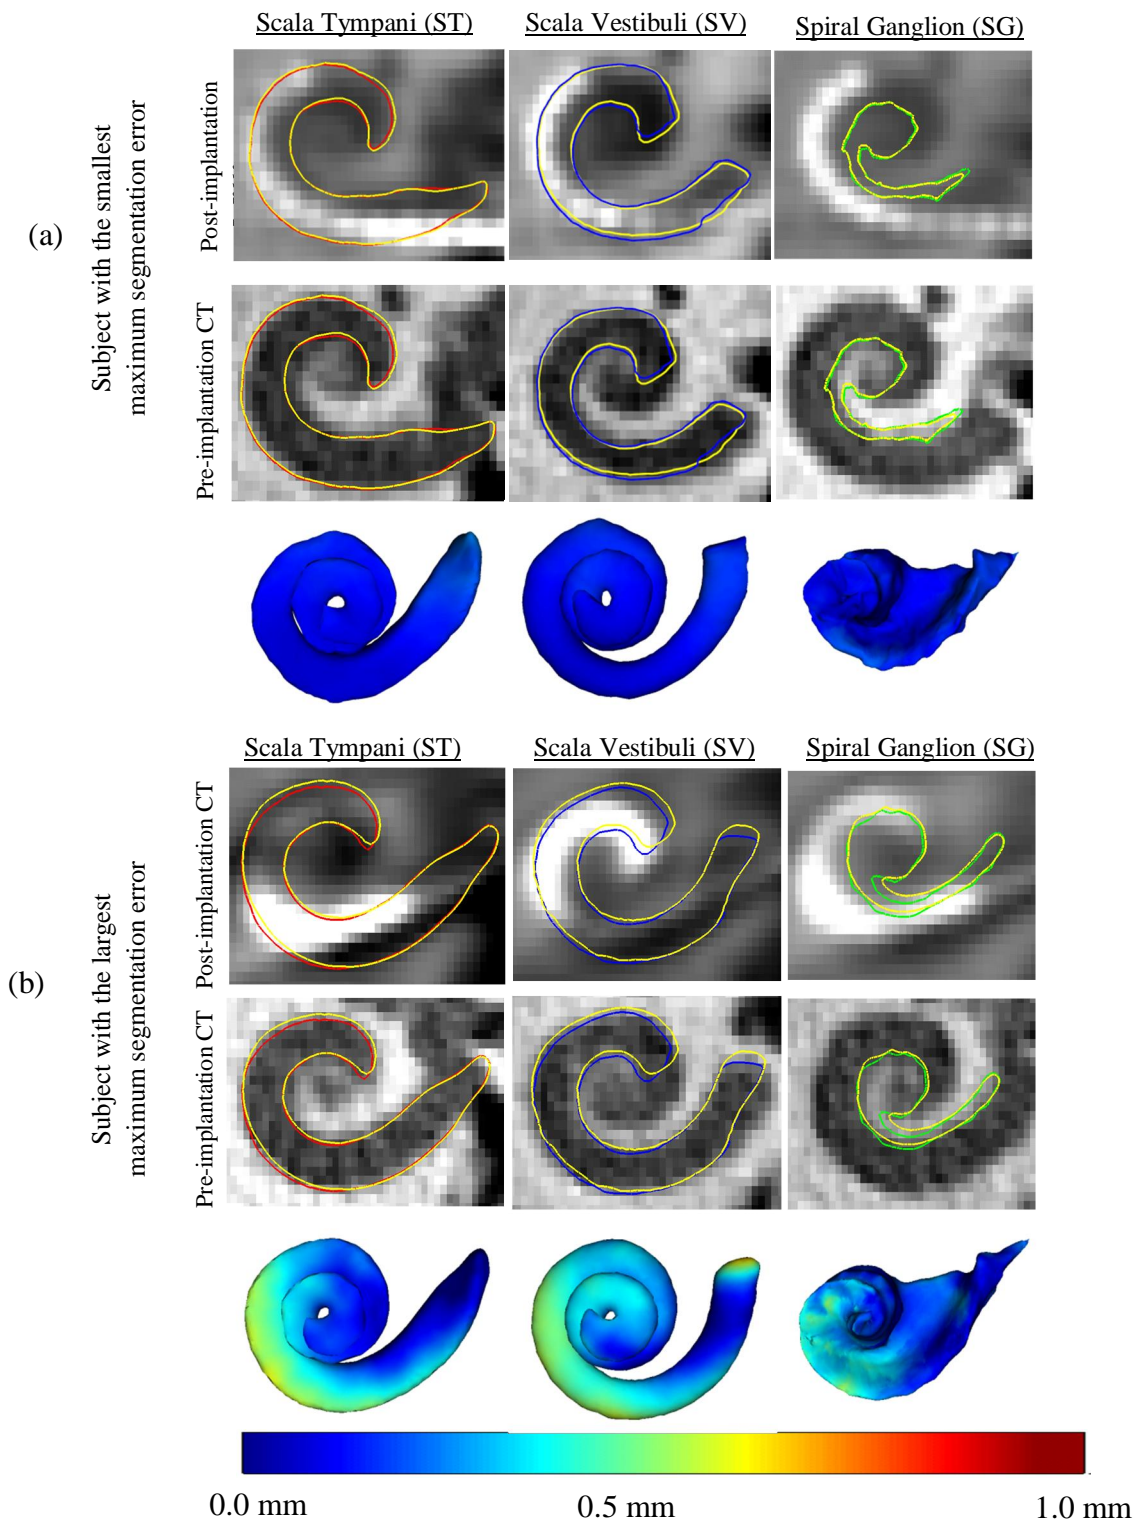 Scala Tympani (ST)
Scala Vestibuli (SV)
Spiral Ganglion (SG)
(a)
Subject with the smallest
maximum segmentation error
Post-implantation
Pre-implantation CT
Scala Tympani (ST)
Scala Vestibuli (SV)
Spiral Ganglion (SG)
(b)
Subject with the largest
maximum segmentation error
Post-implantation CT
Pre-implantation CT
0.0 mm
0.5 mm
1.0 mm